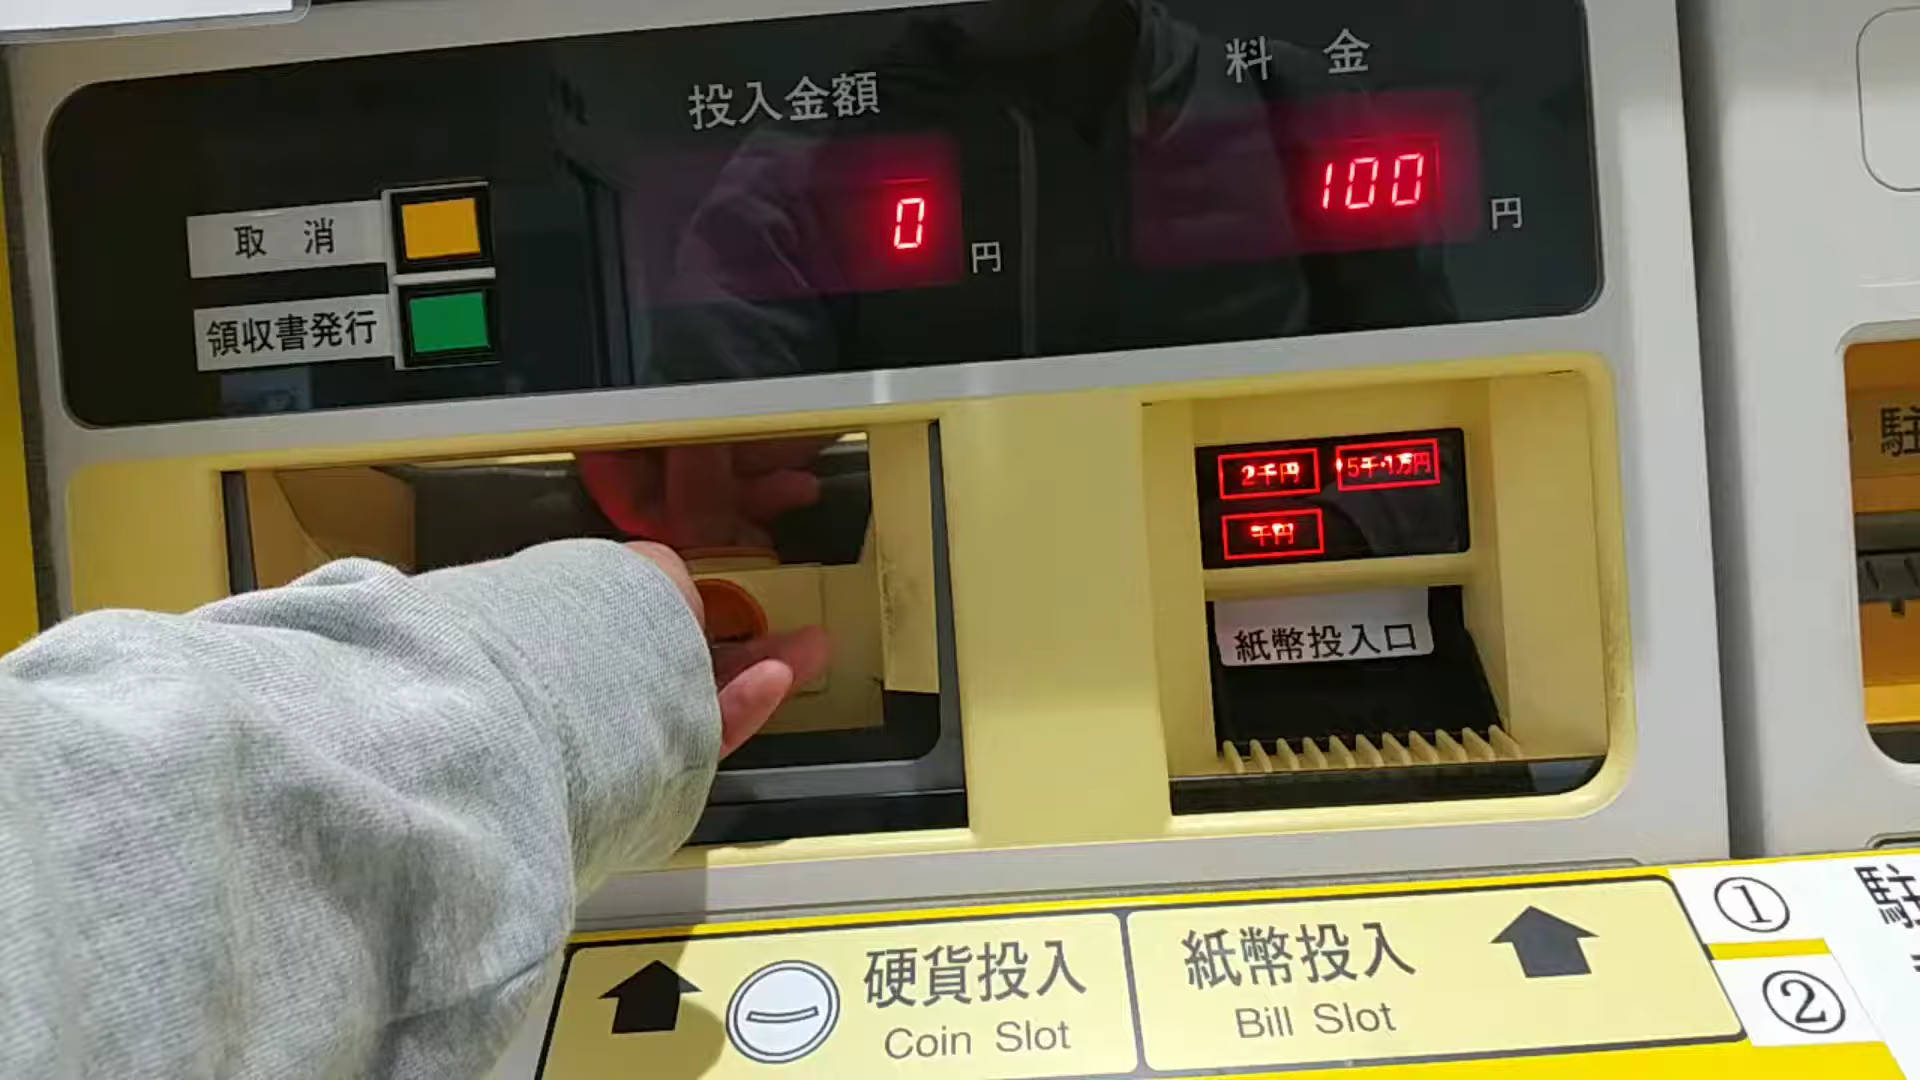 投入金額
料 金
0 円
100 円
取 消
領収書発行
2千円
5千・1万円
千円
紙幣投入口
硬貨投入
Coin Slot
紙幣投入
Bill Slot
①
②
駐
駐